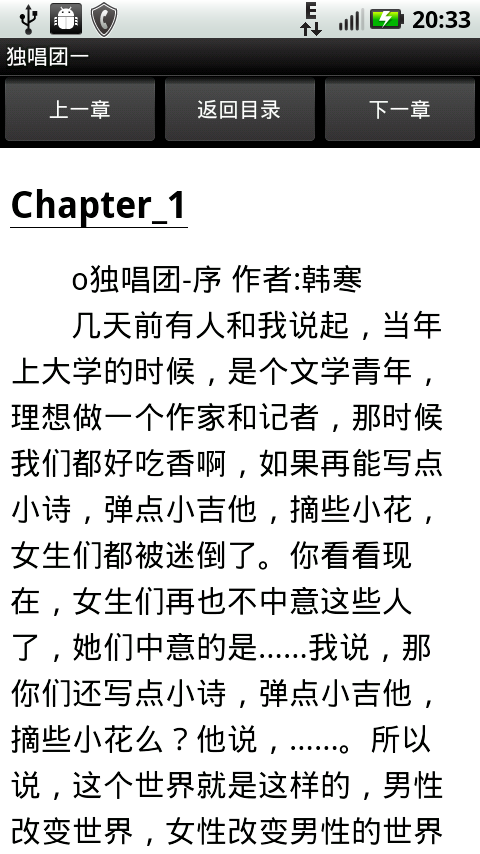 E 20:33
独唱团一
上一章 返回目录 下一章
Chapter_1
o独唱团-序 作者:韩寒
几天前有人和我说起，当年
上大学的时候，是个文学青年，
理想做一个作家和记者，那时候
我们都好吃香啊，如果再能写点
小诗，弹点小吉他，摘些小花，
女生们都被迷倒了。你看看现
在，女生们再也不中意这些人
了，她们中意的是......我说，那
你们还写点小诗，弹点小吉他，
摘些小花么？他说，......。所以
说，这个世界就是这样的，男性
改变世界，女性改变男性的世界